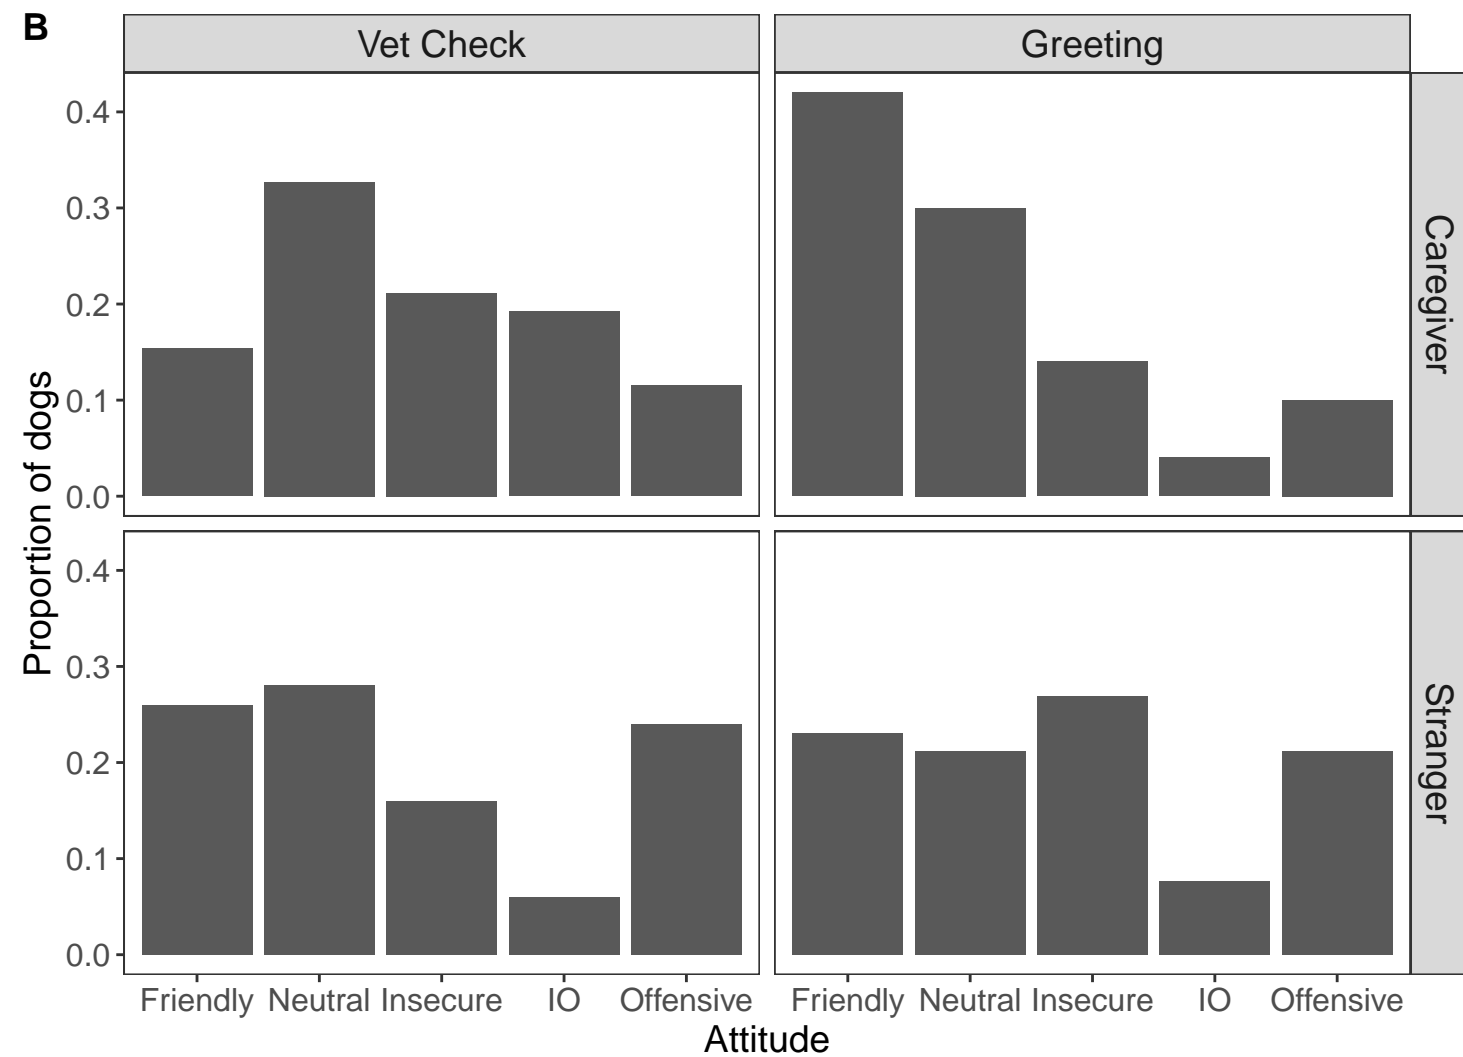 B
Vet Check
Greeting
Proportion of dogs
0.4
0.3
0.2
0.1
0.0
Caregiver
0.4
0.3
0.2
0.1
0.0
Stranger
Friendly Neutral Insecure IO Offensive
Friendly Neutral Insecure IO Offensive
Attitude